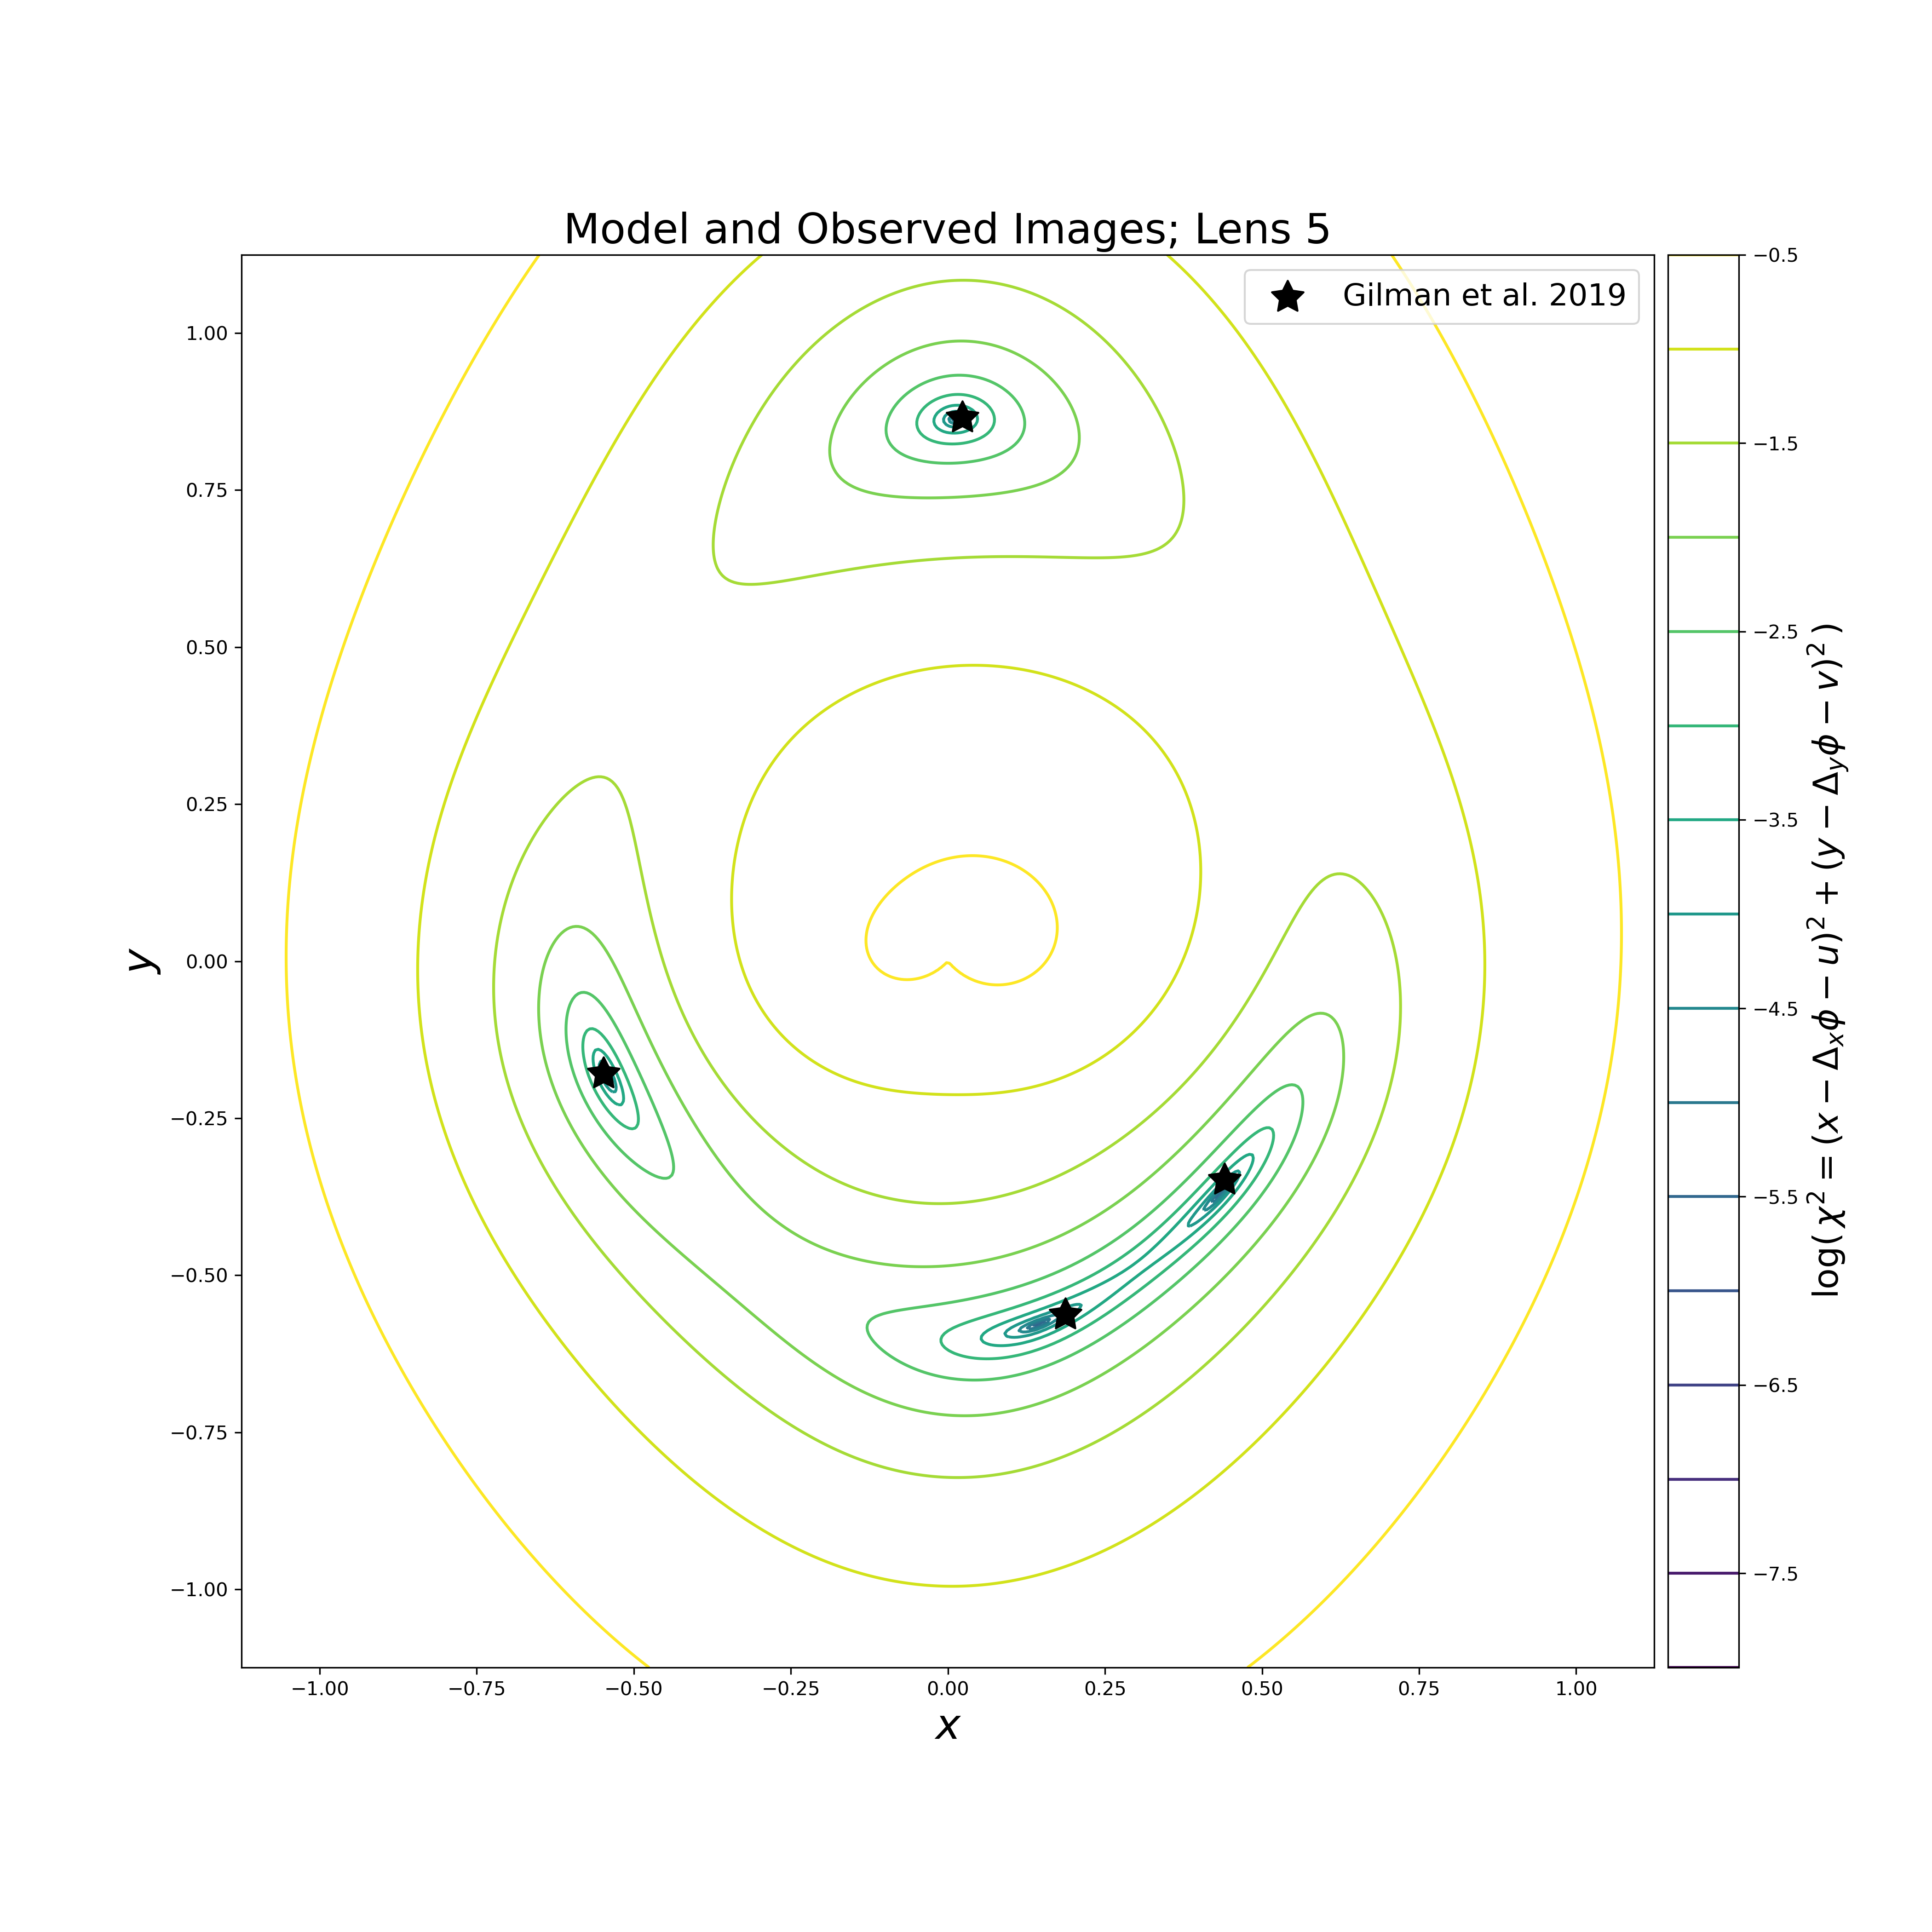 Model and Observed Images; Lens 5
Gilman et al. 2019
1.00
0.75
0.50
0.25
0.00
−0.25
−0.50
−0.75
−1.00
y
−1.00 −0.75 −0.50 −0.25 0.00 0.25 0.50 0.75 1.00
x
−0.5
−1.5
−2.5
−3.5
−4.5
−5.5
−6.5
−7.5
log(χ² = (x − Δₓϕ − u)² + (y − Δᵧϕ − v)² )